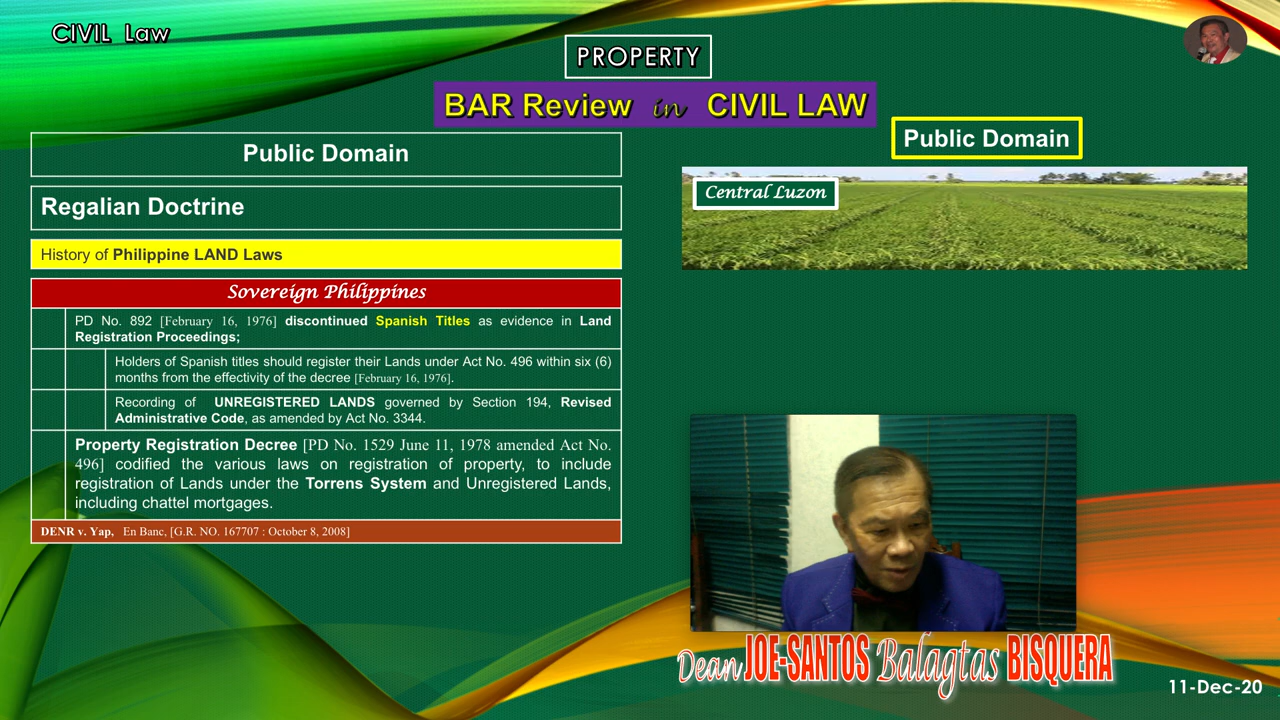 CIVIL Law
PROPERTY
BAR Review in CIVIL LAW
Public Domain
Regalian Doctrine
History of Philippine LAND Laws
Sovereign Philippines
PD No. 892 [February 16, 1976] discontinued Spanish Titles as evidence in Land
Registration Proceedings;
Holders of Spanish titles should register their Lands under Act No. 496 within six (6)
months from the effectivity of the decree [February 16, 1976].
Recording of UNREGISTERED LANDS governed by Section 194, Revised
Administrative Code, as amended by Act No. 3344.
Property Registration Decree [PD No. 1529 June 11, 1978 amended Act No.
496] codified the various laws on registration of property, to include
registration of Lands under the Torrens System and Unregistered Lands,
including chattel mortgages.
DENR v. Yap, En Banc, [G.R. NO. 167707 : October 8, 2008]
Public Domain
Central Luzon
Dean JOE-SANTOS Balagtas BISQUERA
11-Dec-20